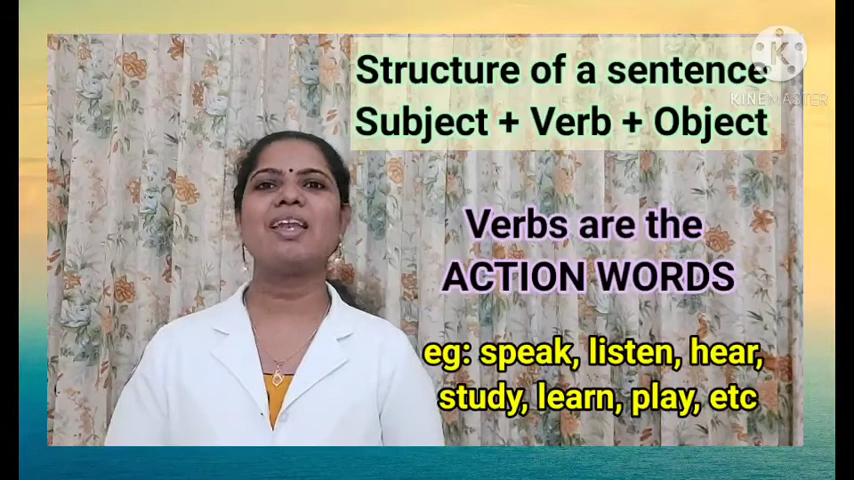 Structure of a sentence
Subject + Verb + Object
K
KINEMASTER
Verbs are the
ACTION WORDS
eg: speak, listen, hear,
study, learn, play, etc